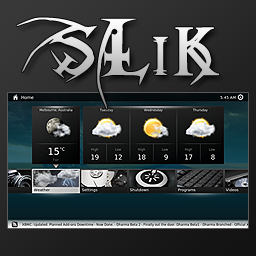 SLiK
Home
5:45 AM
Melbourne, Australia
Tuesday
Wednesday
Thursday
15°C
Fair
High Low
19 12
High Low
11 9
High Low
17 8
Weather
Settings
Shutdown
Programs
Videos
XBMC: Updated: Planned Add-ons Downtime - Now Done. - Dharma Beta 2 - Finally out the door Dharma Beta1 - Dharma Branched - Official